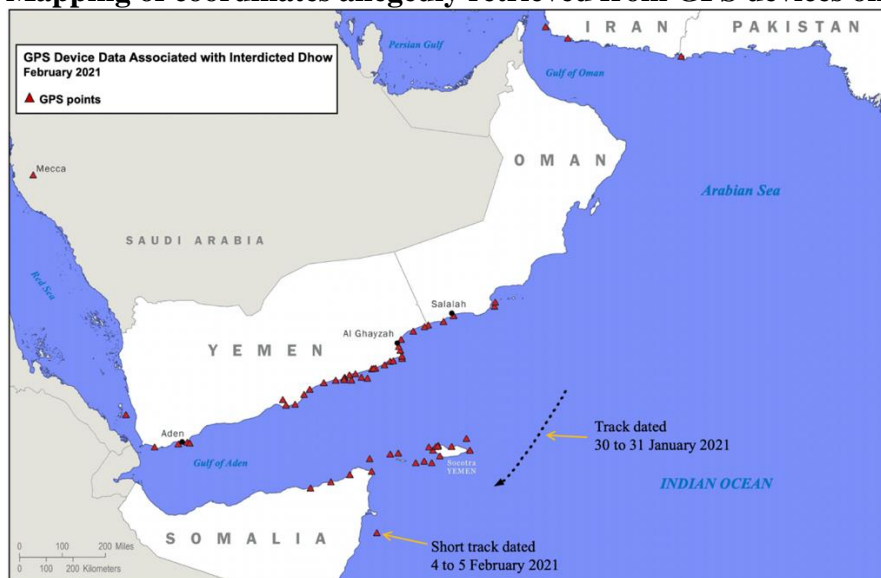 Mapping of coordinates allegedly retrieved from GPS devices on
GPS Device Data Associated with Interdicted Dhow
February 2021
GPS points
Persian Gulf
Gulf of Oman
IRAN
PAKISTAN
Mecca
OMAN
Arabian Sea
SAUDI ARABIA
Red Sea
Salalah
Al Ghayzah
YEMEN
Track dated
30 to 31 January 2021
Aden
Gulf of Aden
Socotra
YEMEN
INDIAN OCEAN
SOMALIA
Short track dated
4 to 5 February 2021
0 100 200 Miles
0 100 200 Kilometers